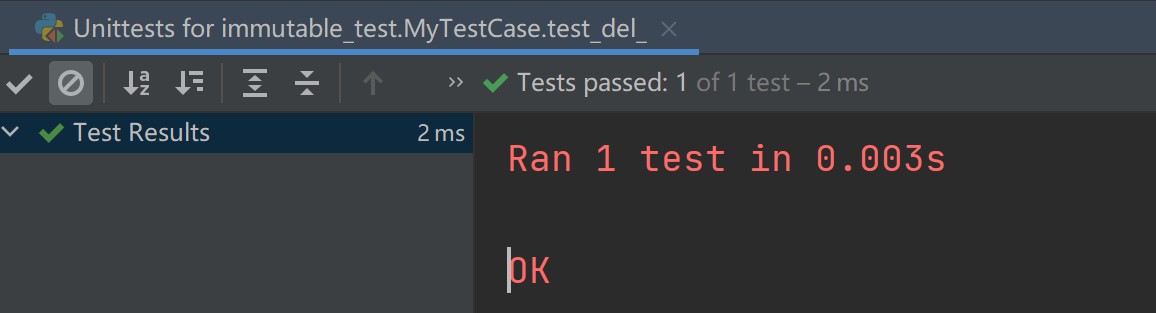 Unittests for immutable_test.MyTestCase.test_del_
Tests passed: 1 of 1 test – 2 ms
Test Results 2 ms
Ran 1 test in 0.003s
OK